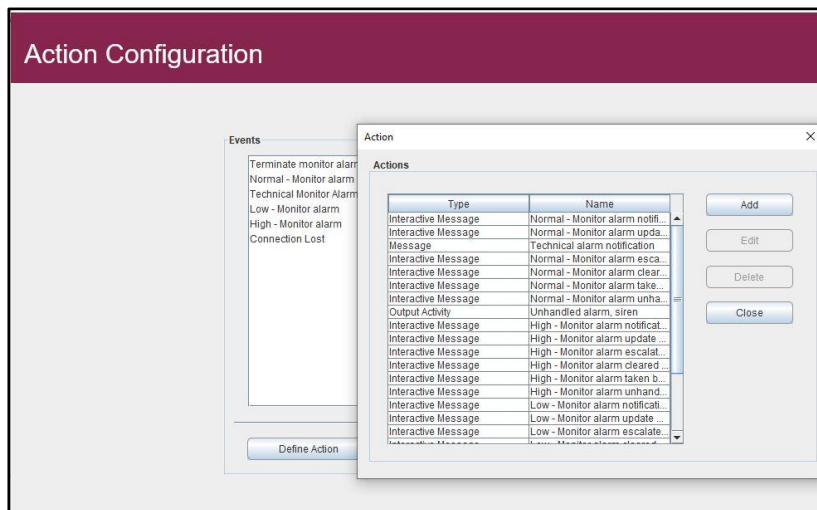 Action Configuration
Events
Terminate monitor alarm
Normal - Monitor alarm
Technical Monitor Alarm
Low - Monitor alarm
High - Monitor alarm
Connection Lost
Define Action
Action
Actions
Type Name
Interactive Message Normal - Monitor alarm notifi...
Interactive Message Normal - Monitor alarm upda...
Message Technical alarm notification
Interactive Message Normal - Monitor alarm esca...
Interactive Message Normal - Monitor alarm clear...
Interactive Message Normal - Monitor alarm take...
Interactive Message Normal - Monitor alarm unha...
Output Activity Unhandled alarm, siren
Interactive Message High - Monitor alarm notificat...
Interactive Message High - Monitor alarm update ...
Interactive Message High - Monitor alarm escalat...
Interactive Message High - Monitor alarm cleared ...
Interactive Message High - Monitor alarm taken b...
Interactive Message High - Monitor alarm unhand...
Interactive Message Low - Monitor alarm notificati...
Interactive Message Low - Monitor alarm update ...
Interactive Message Low - Monitor alarm escalate...
Interactive Message Low - Monitor alarm cleared
Add
Edit
Delete
Close